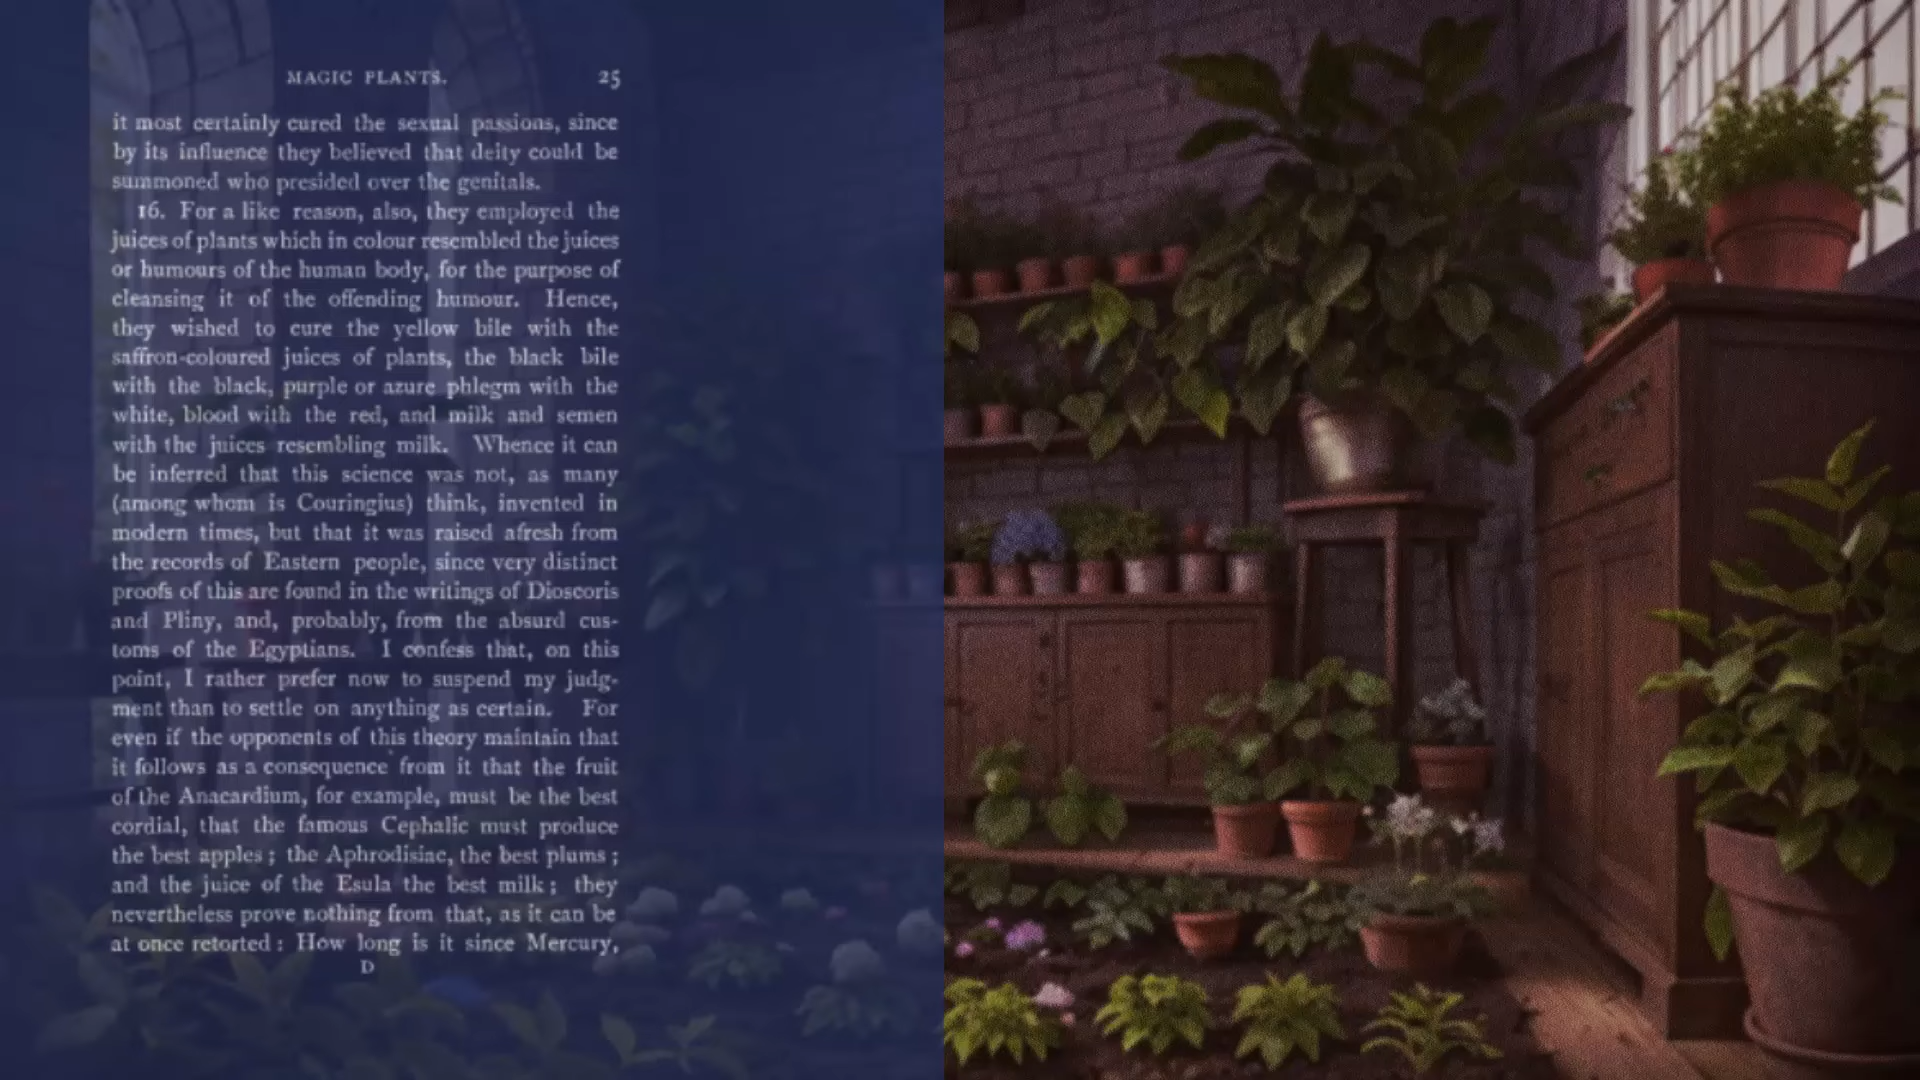 MAGIC PLANTS. 25
it most certainly cured the sexual passions, since
by its influence they believed that deity could be
summoned who presided over the genitals.
16. For a like reason, also, they employed the
juices of plants which in colour resembled the juices
or humours of the human body, for the purpose of
cleansing it of the offending humour. Hence,
they wished to cure the yellow bile with the
saffron-coloured juices of plants, the black bile
with the black, purple or azure phlegm with the
white, blood with the red, and milk and semen
with the juices resembling milk. Whence it can
be inferred that this science was not, as many
(among whom is Couringius) think, invented in
modern times, but that it was raised afresh from
the records of Eastern people, since very distinct
proofs of this are found in the writings of Dioscoris
and Pliny, and, probably, from the absurd cus-
toms of the Egyptians. I confess that, on this
point, I rather prefer now to suspend my judg-
ment than to settle on anything as certain. For
even if the opponents of this theory maintain that
it follows as a consequence from it that the fruit
of the Anacardium, for example, must be the best
cordial, that the famous Cephalic must produce
the best apples; the Aphrodisiac, the best plums;
and the juice of the Esula the best milk; they
nevertheless prove nothing from that, as it can be
at once retorted: How long is it since Mercury,
D